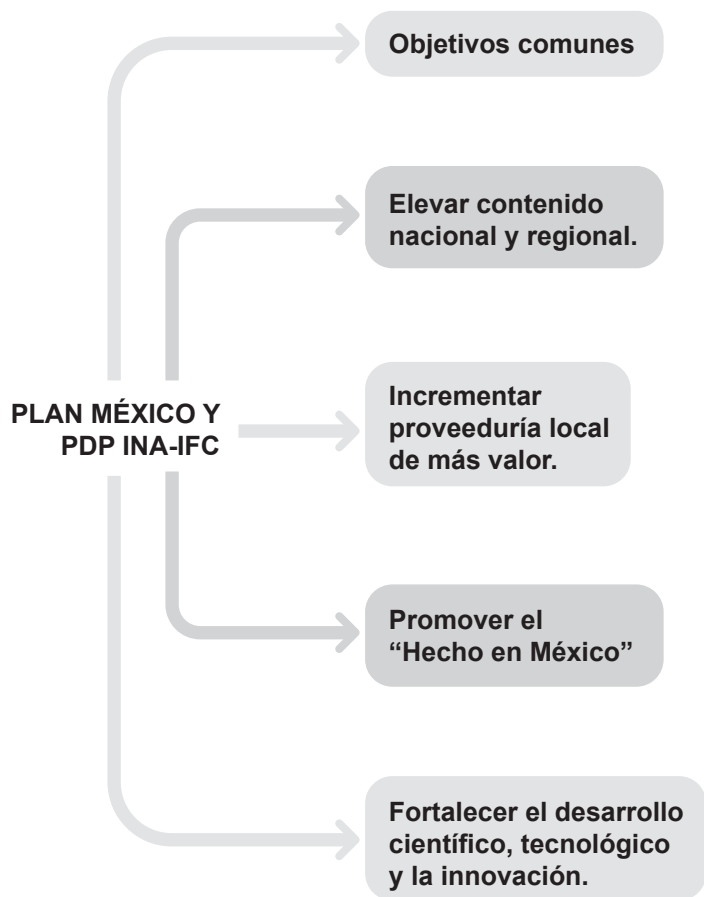 Objetivos comunes
Elevar contenido
nacional y regional.
PLAN MÉXICO Y
PDP INA-IFC
Incrementar
proveeduría local
de más valor.
Promover el
“Hecho en México”
Fortalecer el desarrollo
científico, tecnológico
y la innovación.